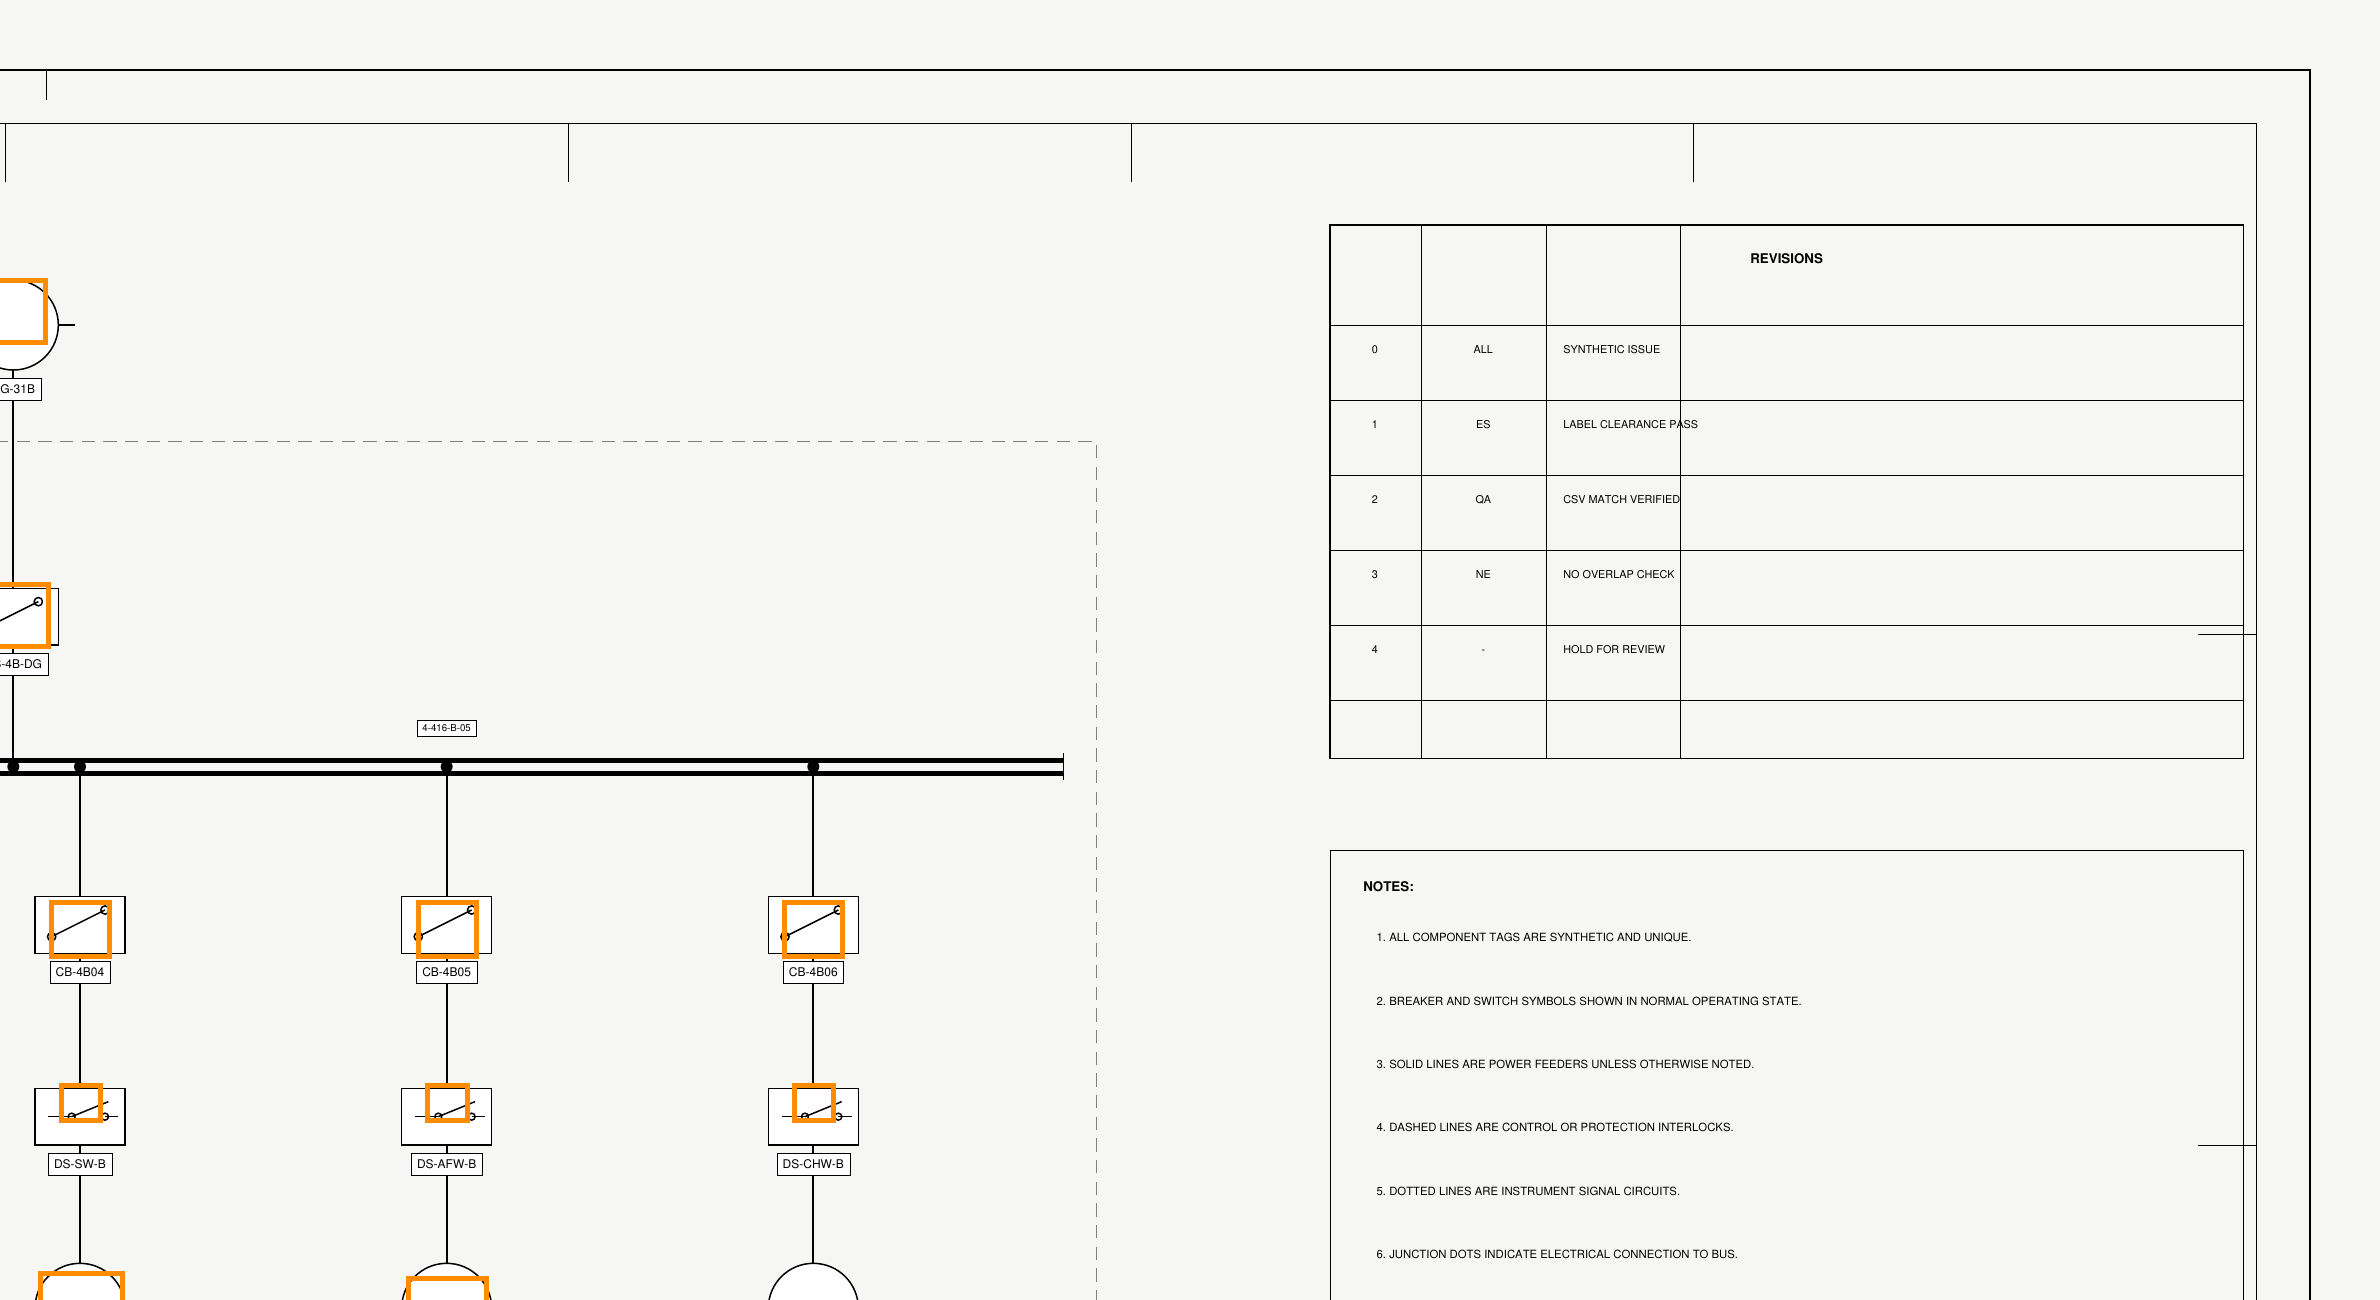 REVISIONS
0 ALL SYNTHETIC ISSUE
1 ES LABEL CLEARANCE PASS
2 QA CSV MATCH VERIFIED
3 NE NO OVERLAP CHECK
4 - HOLD FOR REVIEW
G-31B
-4B-DG
4-416-B-05
CB-4B04 CB-4B05 CB-4B06
DS-SW-B DS-AFW-B DS-CHW-B
NOTES:
1. ALL COMPONENT TAGS ARE SYNTHETIC AND UNIQUE.
2. BREAKER AND SWITCH SYMBOLS SHOWN IN NORMAL OPERATING STATE.
3. SOLID LINES ARE POWER FEEDERS UNLESS OTHERWISE NOTED.
4. DASHED LINES ARE CONTROL OR PROTECTION INTERLOCKS.
5. DOTTED LINES ARE INSTRUMENT SIGNAL CIRCUITS.
6. JUNCTION DOTS INDICATE ELECTRICAL CONNECTION TO BUS.